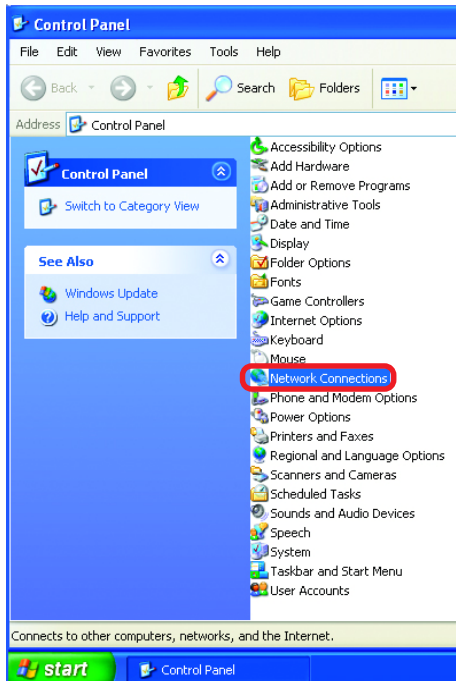 Control Panel
File Edit View Favorites Tools Help
Back Search Folders
Address Control Panel
Control Panel
Switch to Category View
See Also
Windows Update
Help and Support
Accessibility Options
Add Hardware
Add or Remove Programs
Administrative Tools
Date and Time
Display
Folder Options
Fonts
Game Controllers
Internet Options
Keyboard
Mouse
Network Connections
Phone and Modem Options
Power Options
Printers and Faxes
Regional and Language Options
Scanners and Cameras
Scheduled Tasks
Sounds and Audio Devices
Speech
System
Taskbar and Start Menu
User Accounts
Connects to other computers, networks, and the Internet.
start Control Panel